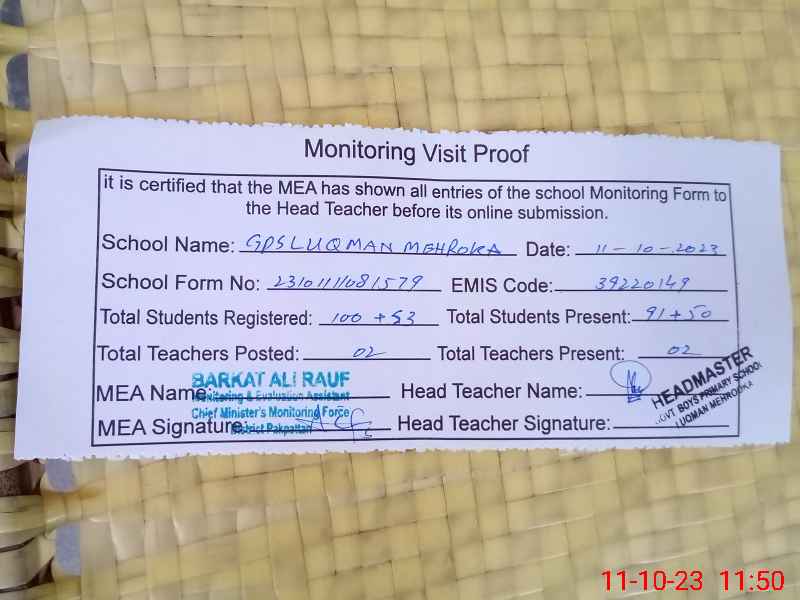 Monitoring Visit Proof
it is certified that the MEA has shown all entries of the school Monitoring Form to
the Head Teacher before its online submission.
School Name: GPS LUQMAN MEHROKA Date: 11-10-2023
School Form No: 2310111081579 EMIS Code: 39220149
Total Students Registered: 100 + 53 Total Students Present: 91 + 50
Total Teachers Posted: 02 Total Teachers Present: 02
MEA Name: BARKAT ALI RAUF Head Teacher Name:
Monitoring & Evaluation Assistant
Chief Minister's Monitoring Force
MEA Signature: District Pakpattan Head Teacher Signature:
HEADMASTER
GOVT BOYS PRIMARY SCHOOL
LUQMAN MEHROOKA
11-10-23 11:50